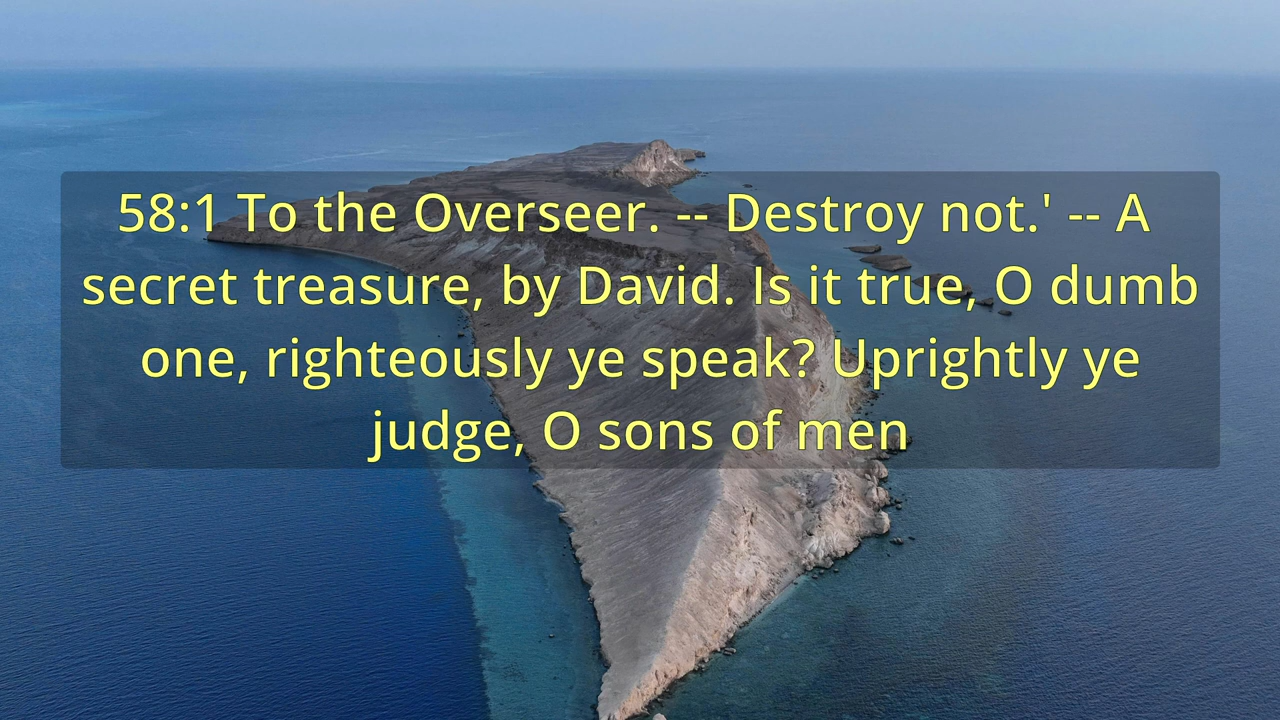 58:1 To the Overseer. -- Destroy not.' -- A
secret treasure, by David. Is it true, O dumb
one, righteously ye speak? Uprightly ye
judge, O sons of men